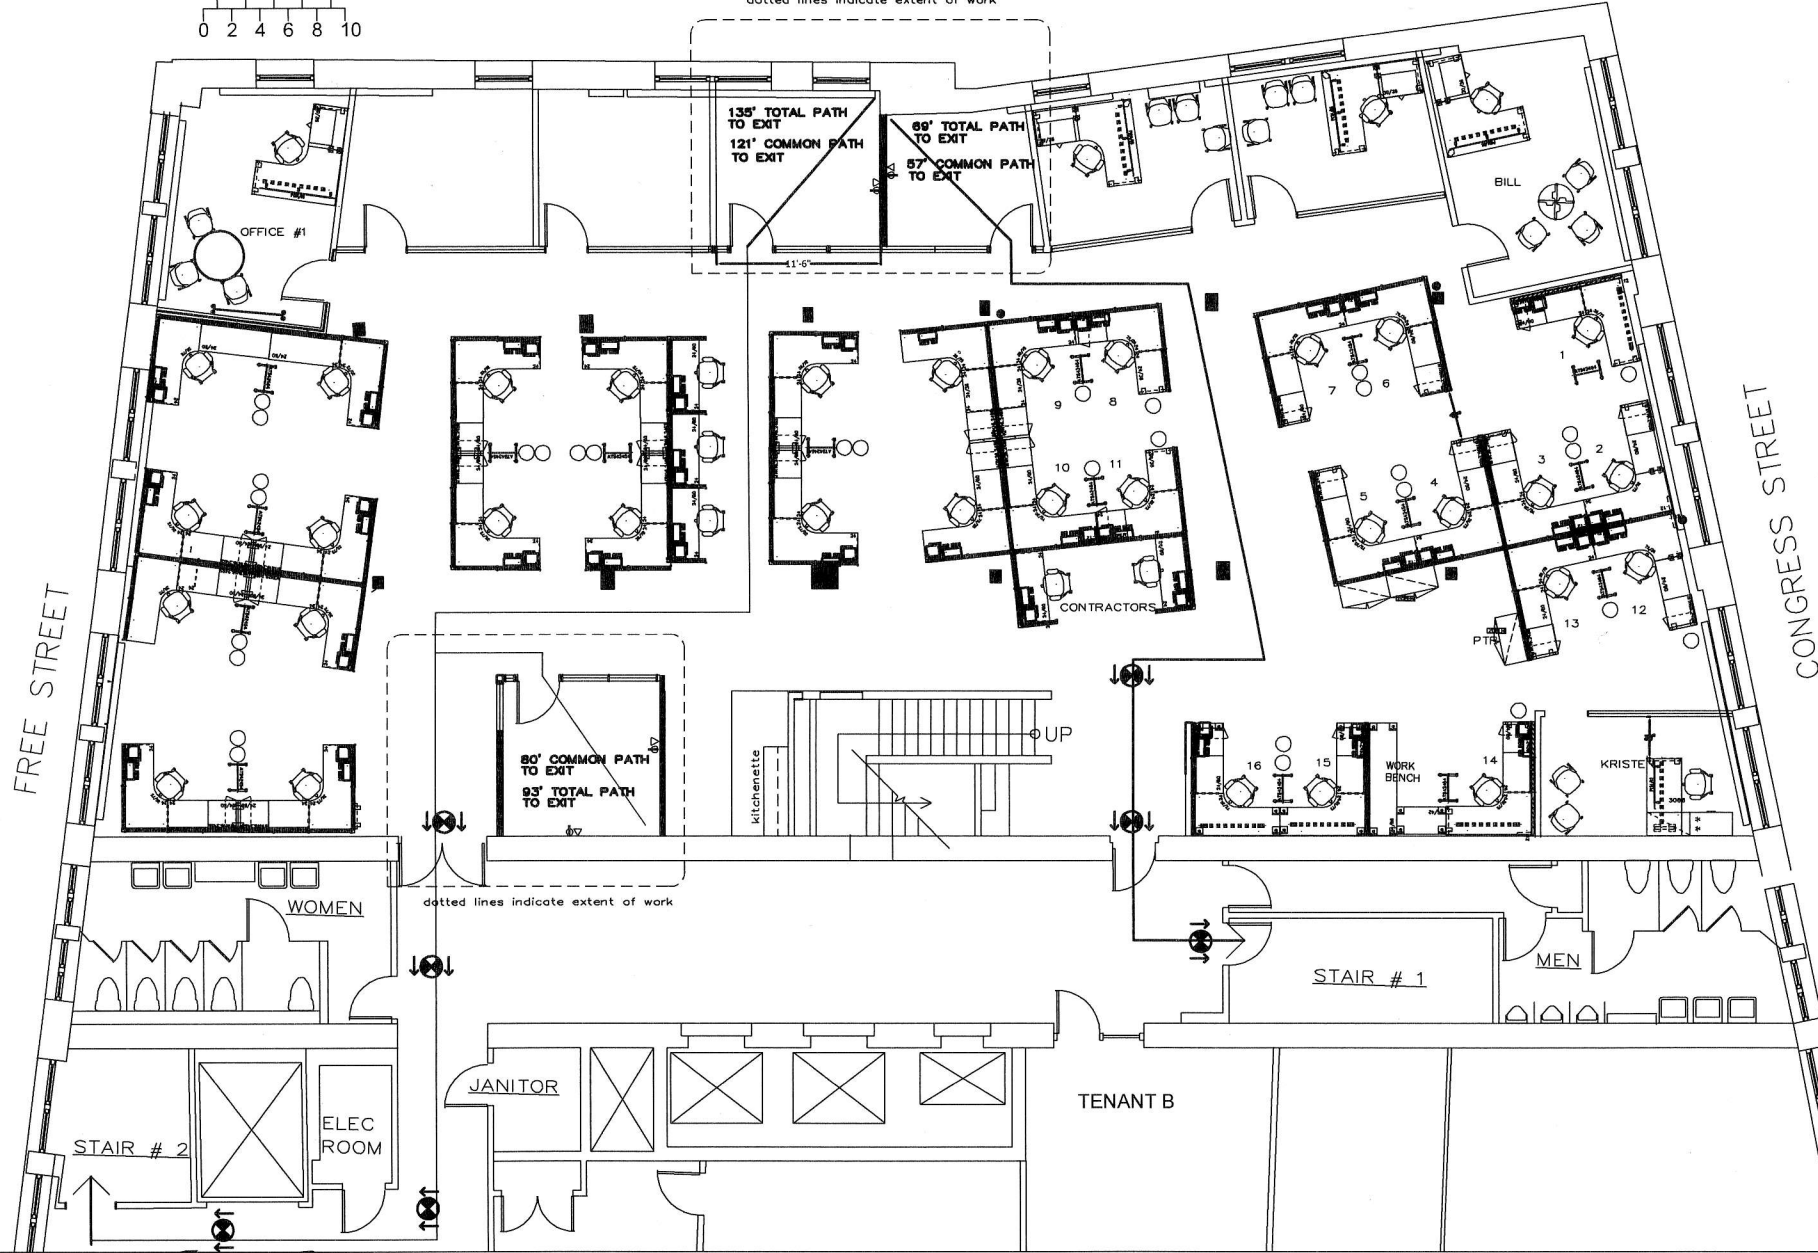 dotted lines indicate extent of work
0 2 4 6 8 10
135' TOTAL PATH
TO EXIT
121' COMMON PATH
TO EXIT
69' TOTAL PATH
TO EXIT
57' COMMON PATH
TO EXIT
BILL
OFFICE #1
11'-6"
1
7
6
9
8
2
3
10
11
5
4
CONGRESS STREET
FREE STREET
CONTRACTORS
12
13
PTR
UP
80' COMMON PATH
TO EXIT
93' TOTAL PATH
TO EXIT
kitchenette
16
15
WORK
BENCH
14
KRISTE
dotted lines indicate extent of work
WOMEN
MEN
STAIR # 1
JANITOR
TENANT B
ELEC
ROOM
STAIR # 2